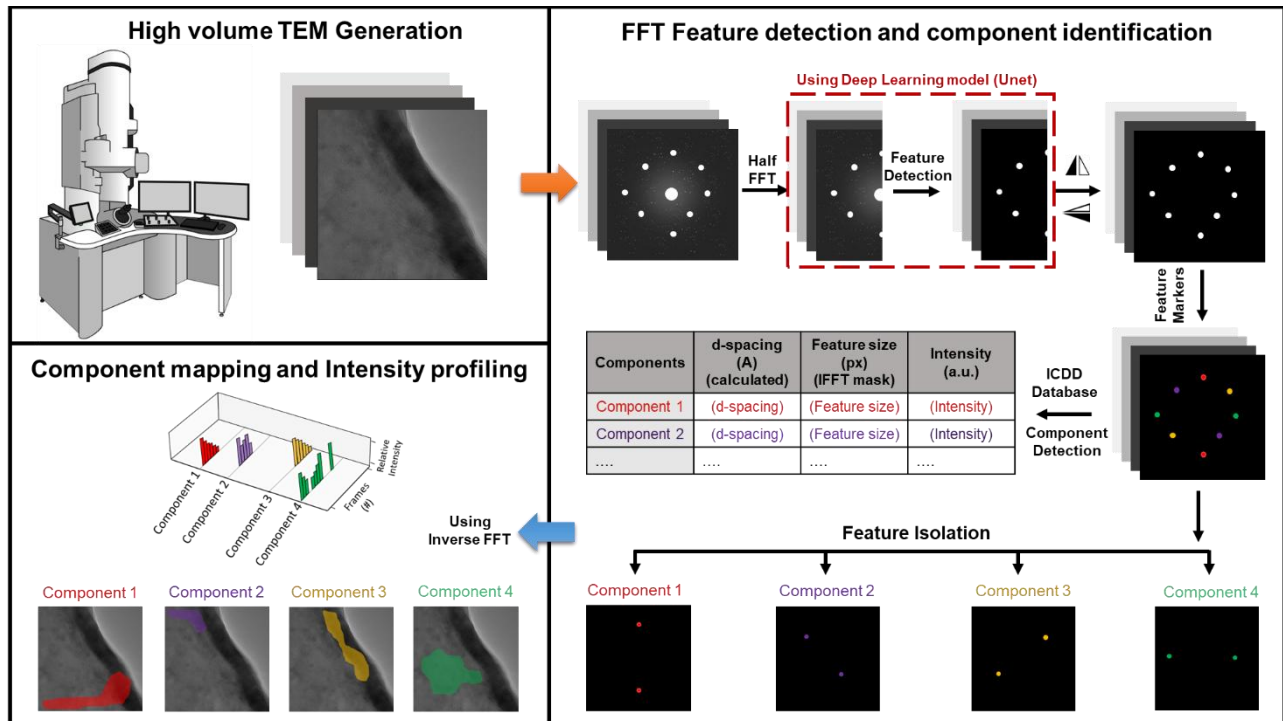 High volume TEM Generation
FFT Feature detection and component identification
Using Deep Learning model (Unet)
Half
FFT
Feature
Detection
Feature
Markers
Components
d-spacing
(A)
(calculated)
Feature size
(px)
(IFFT mask)
Intensity
(a.u.)
Component 1
(d-spacing)
(Feature size)
(Intensity)
Component 2
(d-spacing)
(Feature size)
(Intensity)
....
....
....
....
ICDD
Database
Component
Detection
Feature Isolation
Component 1
Component 2
Component 3
Component 4
Using
Inverse FFT
Component mapping and Intensity profiling
Relative
Intensity
Frames
(#)
Component 1
Component 2
Component 3
Component 4
Component 1
Component 2
Component 3
Component 4